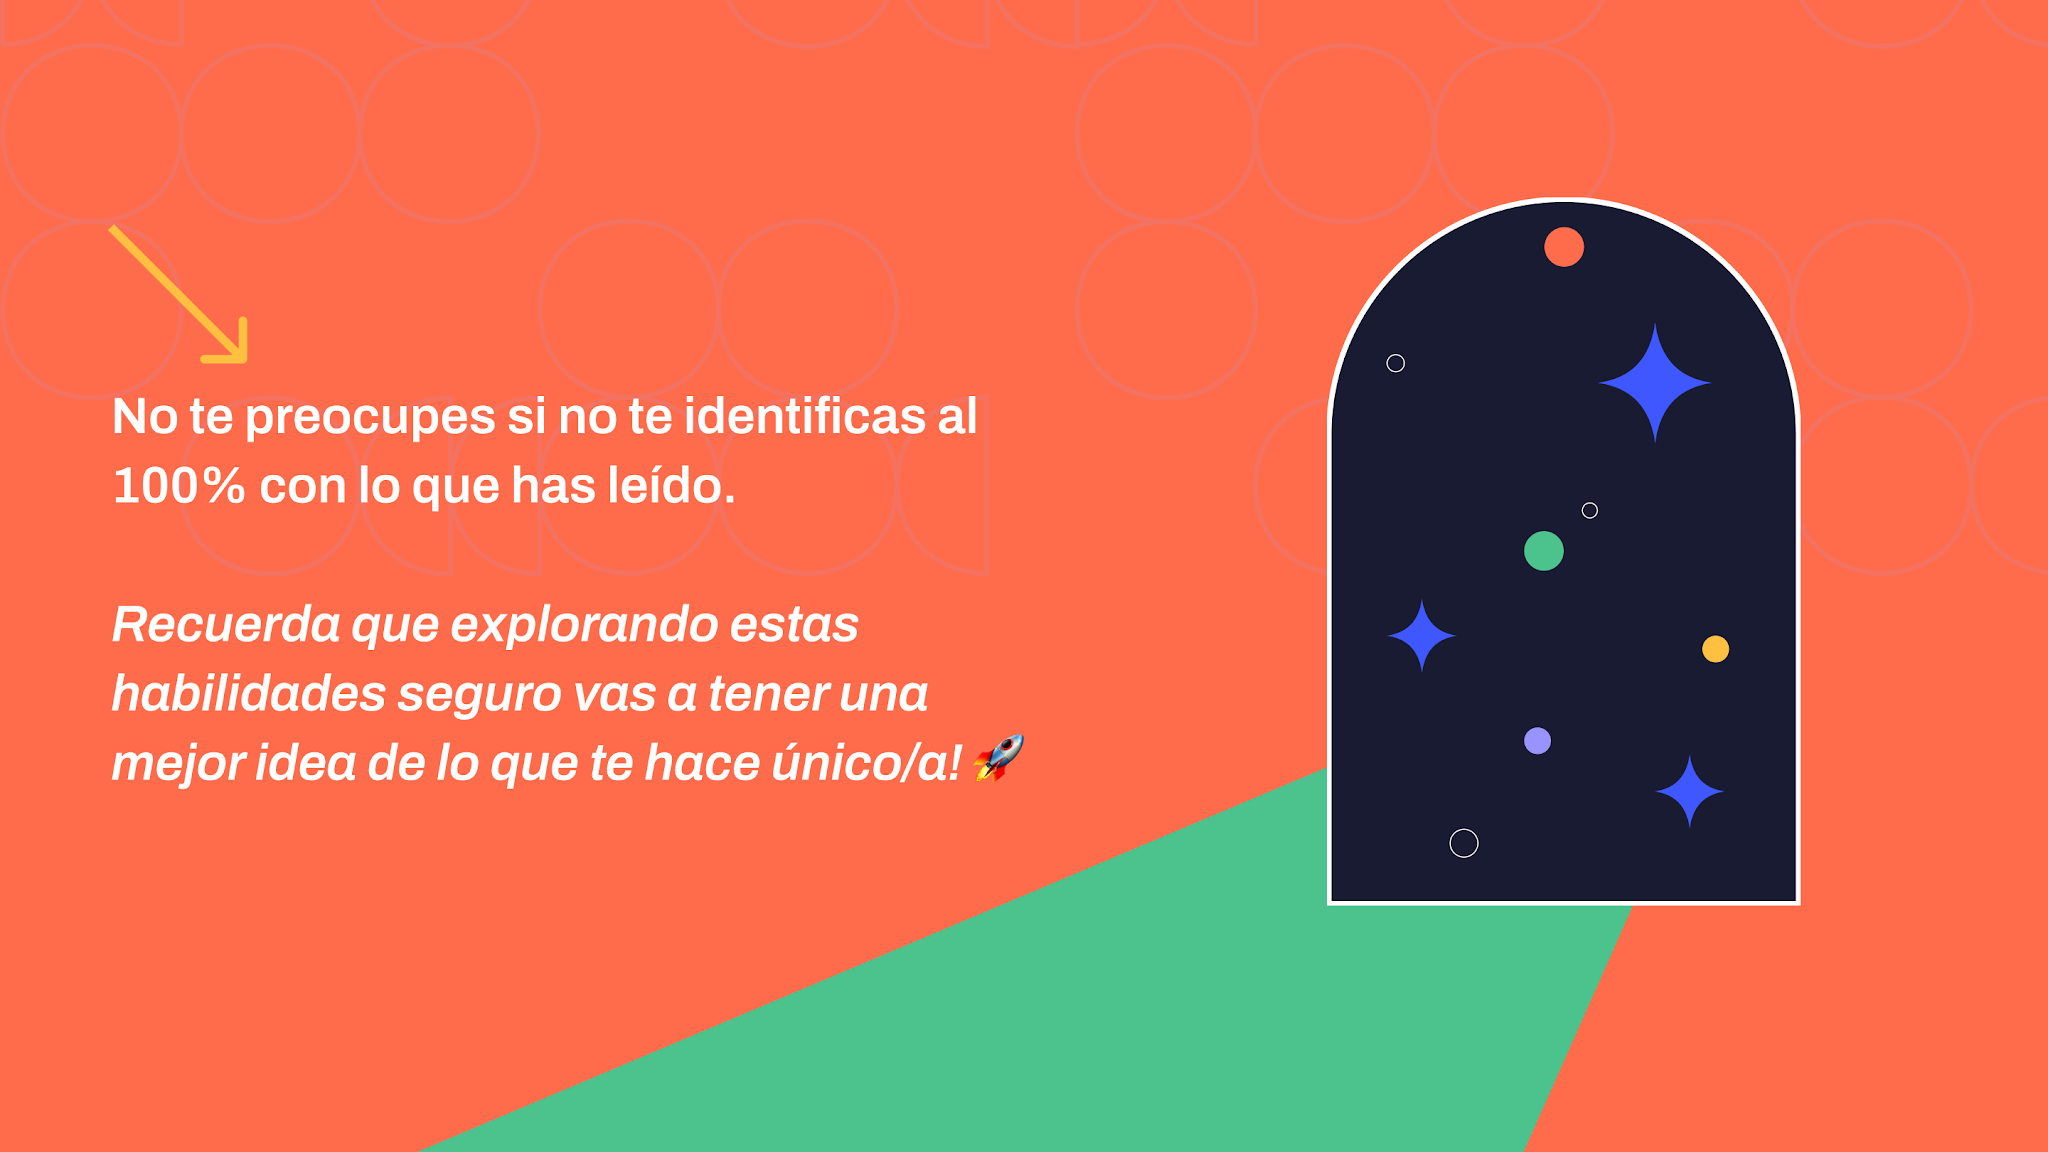 No te preocupes si no te identificas al
100% con lo que has leído.
Recuerda que explorando estas
habilidades seguro vas a tener una
mejor idea de lo que te hace único/a! 🚀